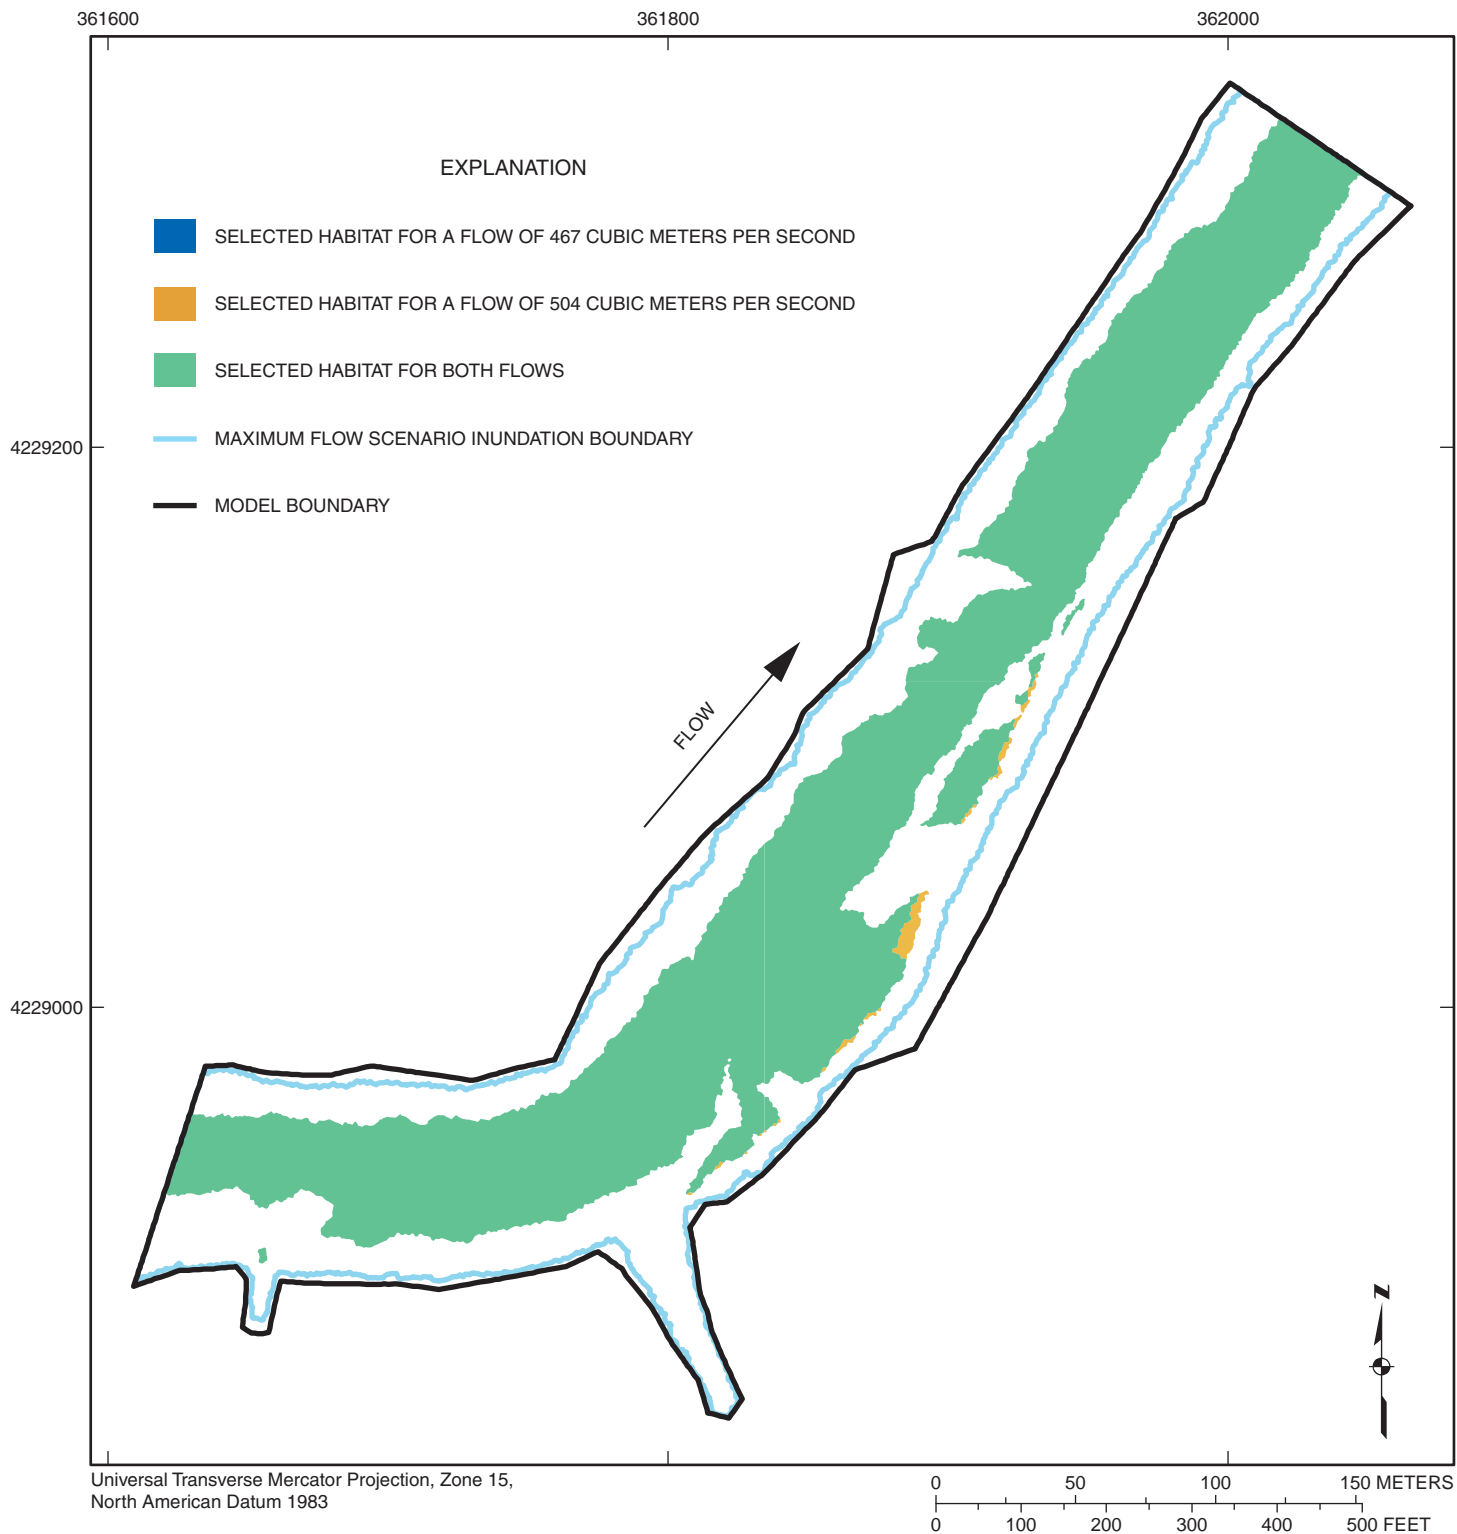 361600 361800 362000
EXPLANATION
SELECTED HABITAT FOR A FLOW OF 467 CUBIC METERS PER SECOND
SELECTED HABITAT FOR A FLOW OF 504 CUBIC METERS PER SECOND
SELECTED HABITAT FOR BOTH FLOWS
MAXIMUM FLOW SCENARIO INUNDATION BOUNDARY
4229200
MODEL BOUNDARY
FLOW
4229000
N
Universal Transverse Mercator Projection, Zone 15,
North American Datum 1983
0 50 100 150 METERS
0 100 200 300 400 500 FEET